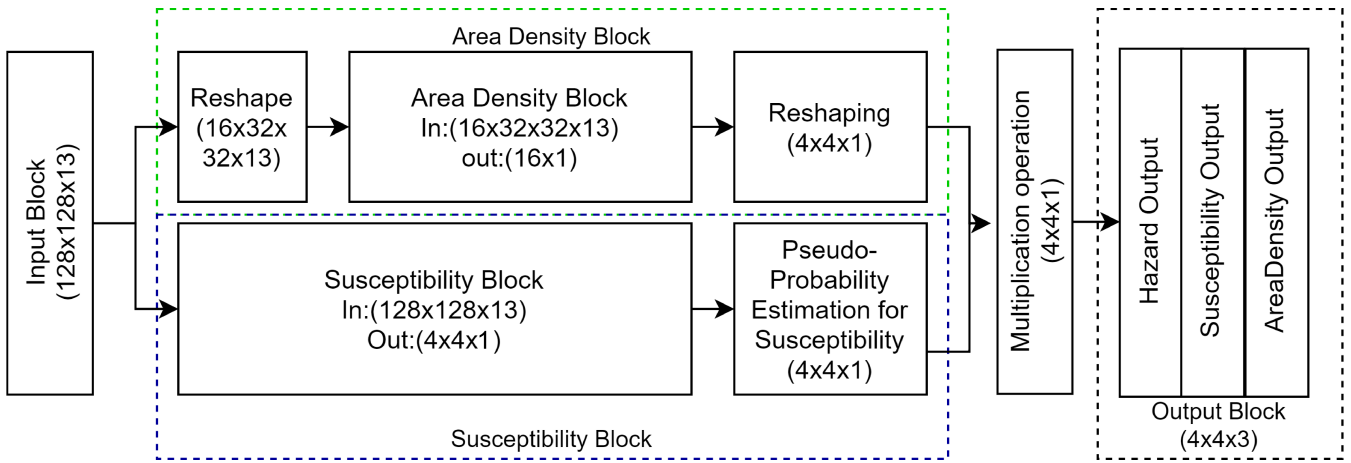 Input Block
(128x128x13)
Area Density Block
Reshape
(16x32x
32x13)
Area Density Block
In:(16x32x32x13)
out:(16x1)
Reshaping
(4x4x1)
Susceptibility Block
In:(128x128x13)
Out:(4x4x1)
Pseudo-
Probability
Estimation for
Susceptibility
(4x4x1)
Susceptibility Block
Multiplication operation
(4x4x1)
Hazard Output
Susceptibility Output
AreaDensity Output
Output Block
(4x4x3)